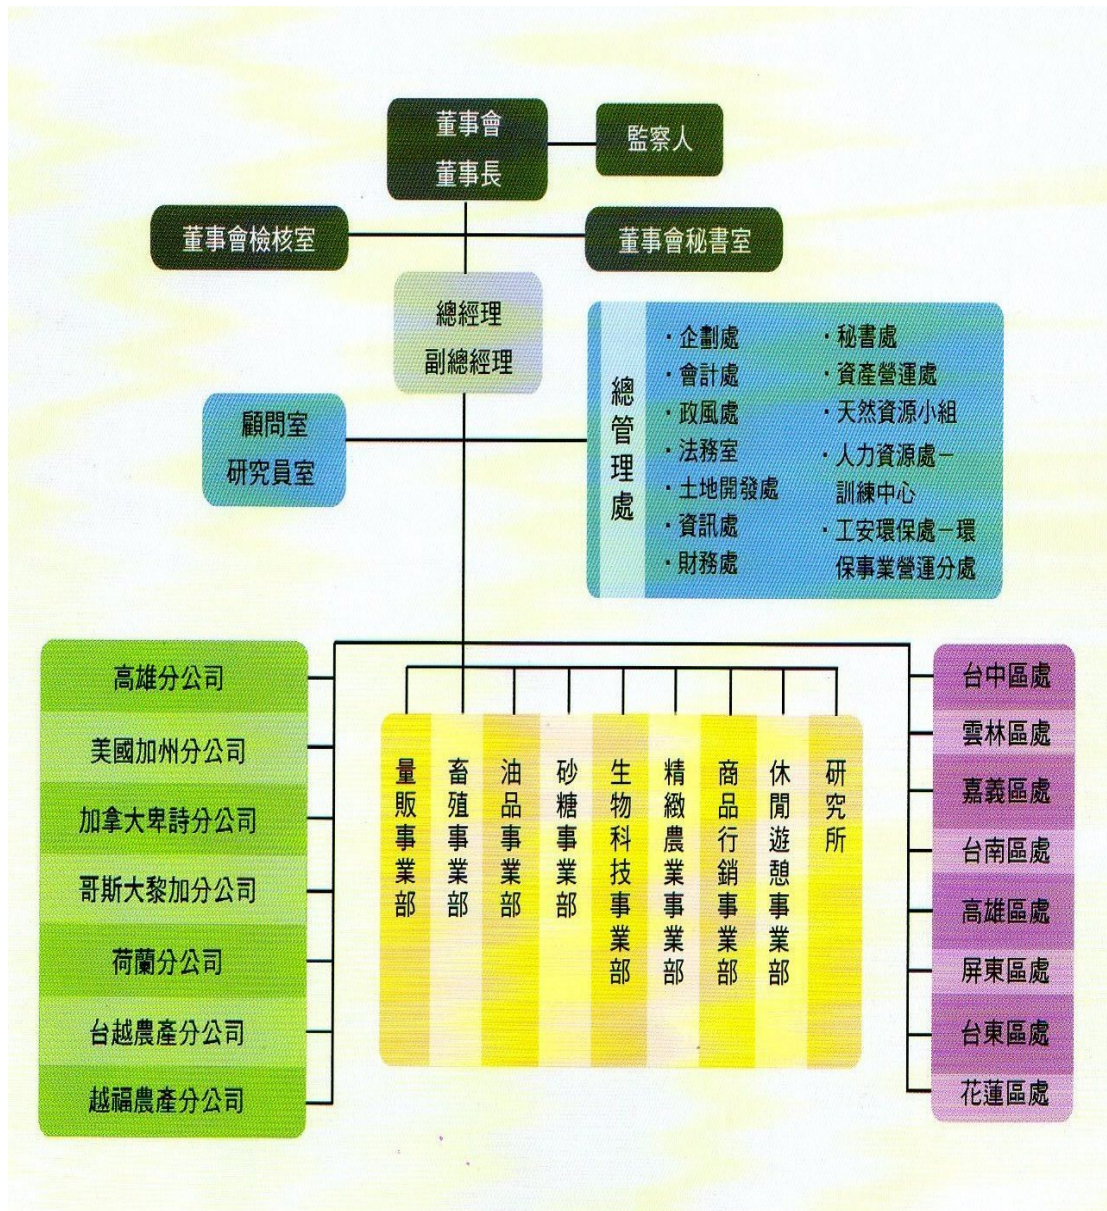 董事會
董事長
監察人
董事會檢核室
董事會秘書室
總經理
副總經理
顧問室
研究員室
總管理處
·企劃處
·會計處
·政風處
·法務室
·土地開發處
·資訊處
·財務處
·秘書處
·資產營運處
·天然資源小組
·人力資源處－
訓練中心
·工安環保處－環
保事業營運分處
高雄分公司
美國加州分公司
加拿大卑詩分公司
哥斯大黎加分公司
荷蘭分公司
台越農產分公司
越福農產分公司
量販事業部
畜殖事業部
油品事業部
砂糖事業部
生物科技事業部
精緻農業事業部
商品行銷事業部
休閒遊憩事業部
研究所
台中區處
雲林區處
嘉義區處
台南區處
高雄區處
屏東區處
台東區處
花蓮區處